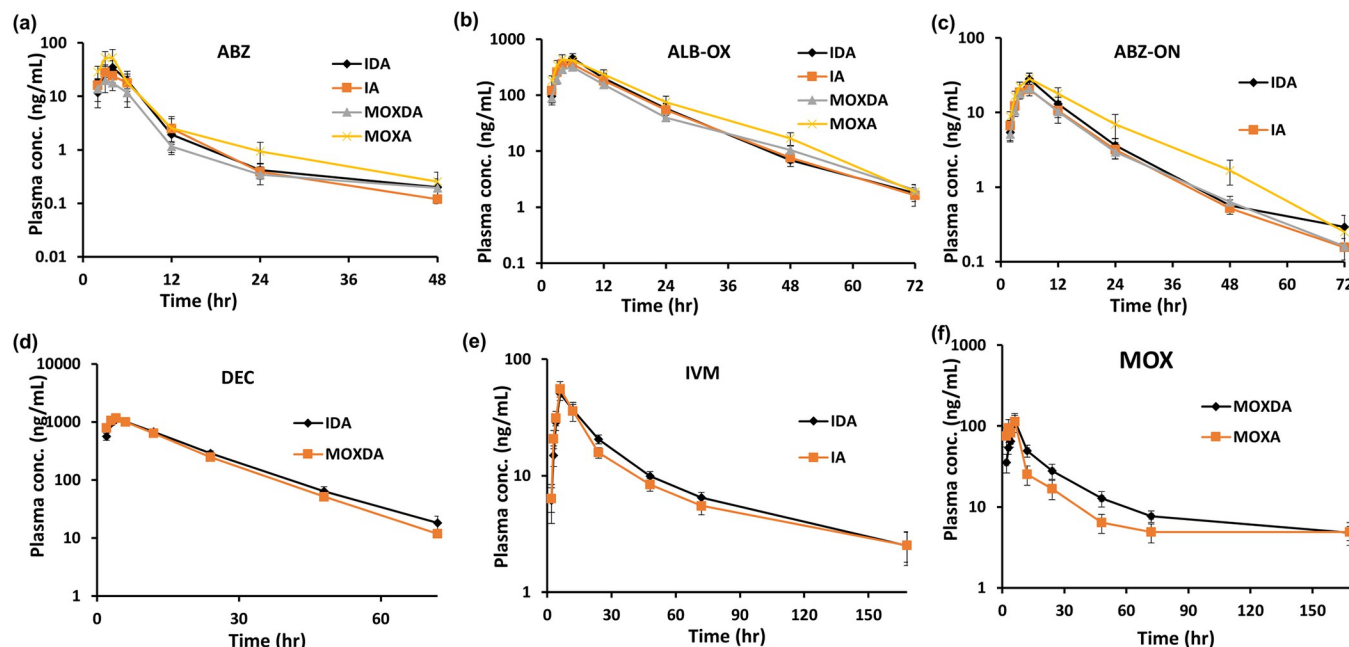 (a)
ABZ
Plasma conc. (ng/mL)
100
10
1
0.1
0.01
0
12
24
36
48
Time (hr)
IDA
IA
MOXDA
MOXA
(b)
ALB-OX
Plasma conc. (ng/mL)
1000
100
10
1
0.1
0
12
24
36
48
60
72
Time (hr)
IDA
IA
MOXDA
MOXA
(c)
ABZ-ON
Plasma conc. (ng/mL)
100
10
1
0.1
0
12
24
36
48
60
72
Time (hr)
IDA
IA
(d)
DEC
Plasma conc. (ng/mL)
10000
1000
100
10
1
0
30
60
Time (hr)
IDA
MOXDA
(e)
IVM
Plasma conc. (ng/mL)
100
10
1
0
30
60
90
120
150
Time (hr)
IDA
IA
(f)
MOX
Plasma conc. (ng/mL)
1000
100
10
1
0
30
60
90
120
150
Time (hr)
MOXDA
MOXA